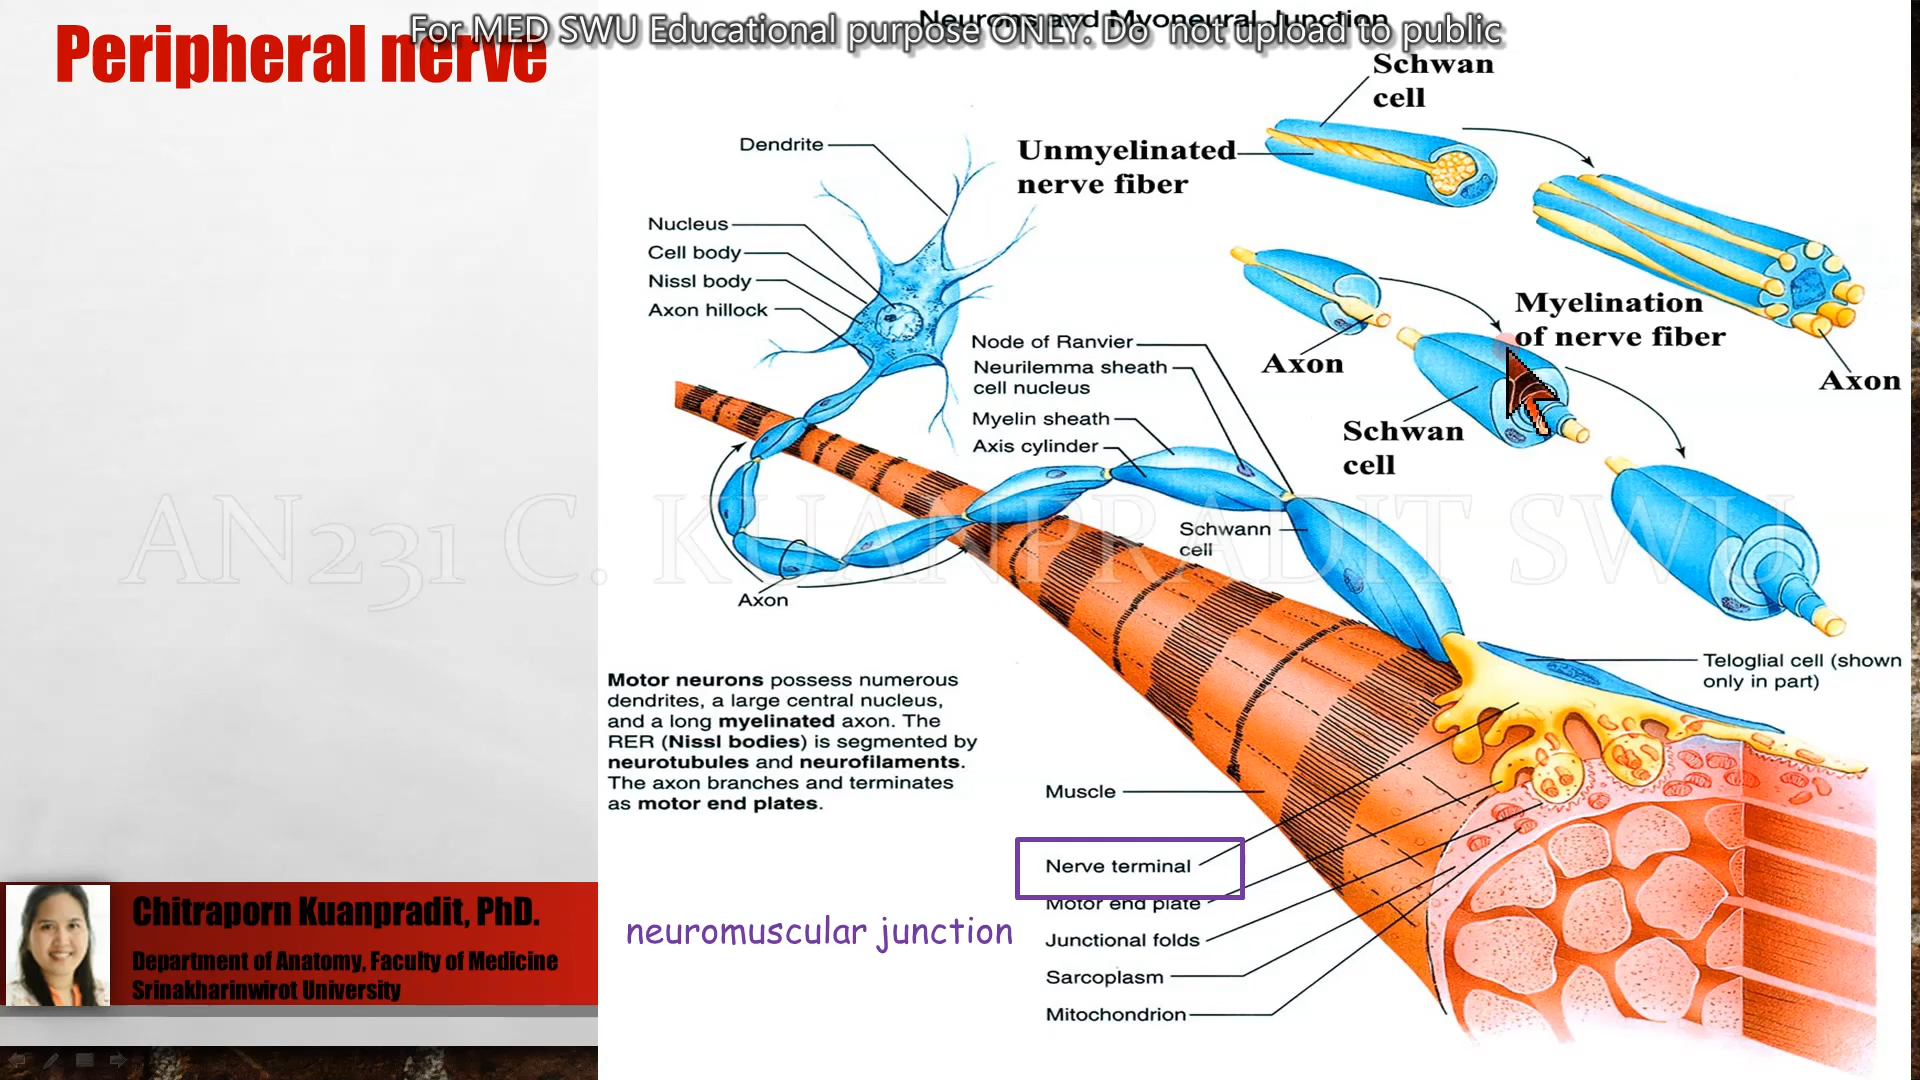 Neurons and Myoneural Junction
For MED SWU Educational purpose ONLY. Do not upload to public
Peripheral nerve
Schwan
cell
Unmyelinated
nerve fiber
Dendrite
Nucleus
Cell body
Nissl body
Axon hillock
Myelination
of nerve fiber
Axon
Axon
Schwan
cell
Node of Ranvier
Neurilemma sheath
cell nucleus
Myelin sheath
Axis cylinder
Schwann
cell
Axon
AN231 C. KUANPRADIT SWU
Teloglial cell (shown
only in part)
Motor neurons possess numerous
dendrites, a large central nucleus,
and a long myelinated axon. The
RER (Nissl bodies) is segmented by
neurotubules and neurofilaments.
The axon branches and terminates
as motor end plates.
Muscle
Nerve terminal
Motor end plate
Junctional folds
Sarcoplasm
Mitochondrion
neuromuscular junction
Chitraporn Kuanpradit, PhD.
Department of Anatomy, Faculty of Medicine
Srinakharinwirot University